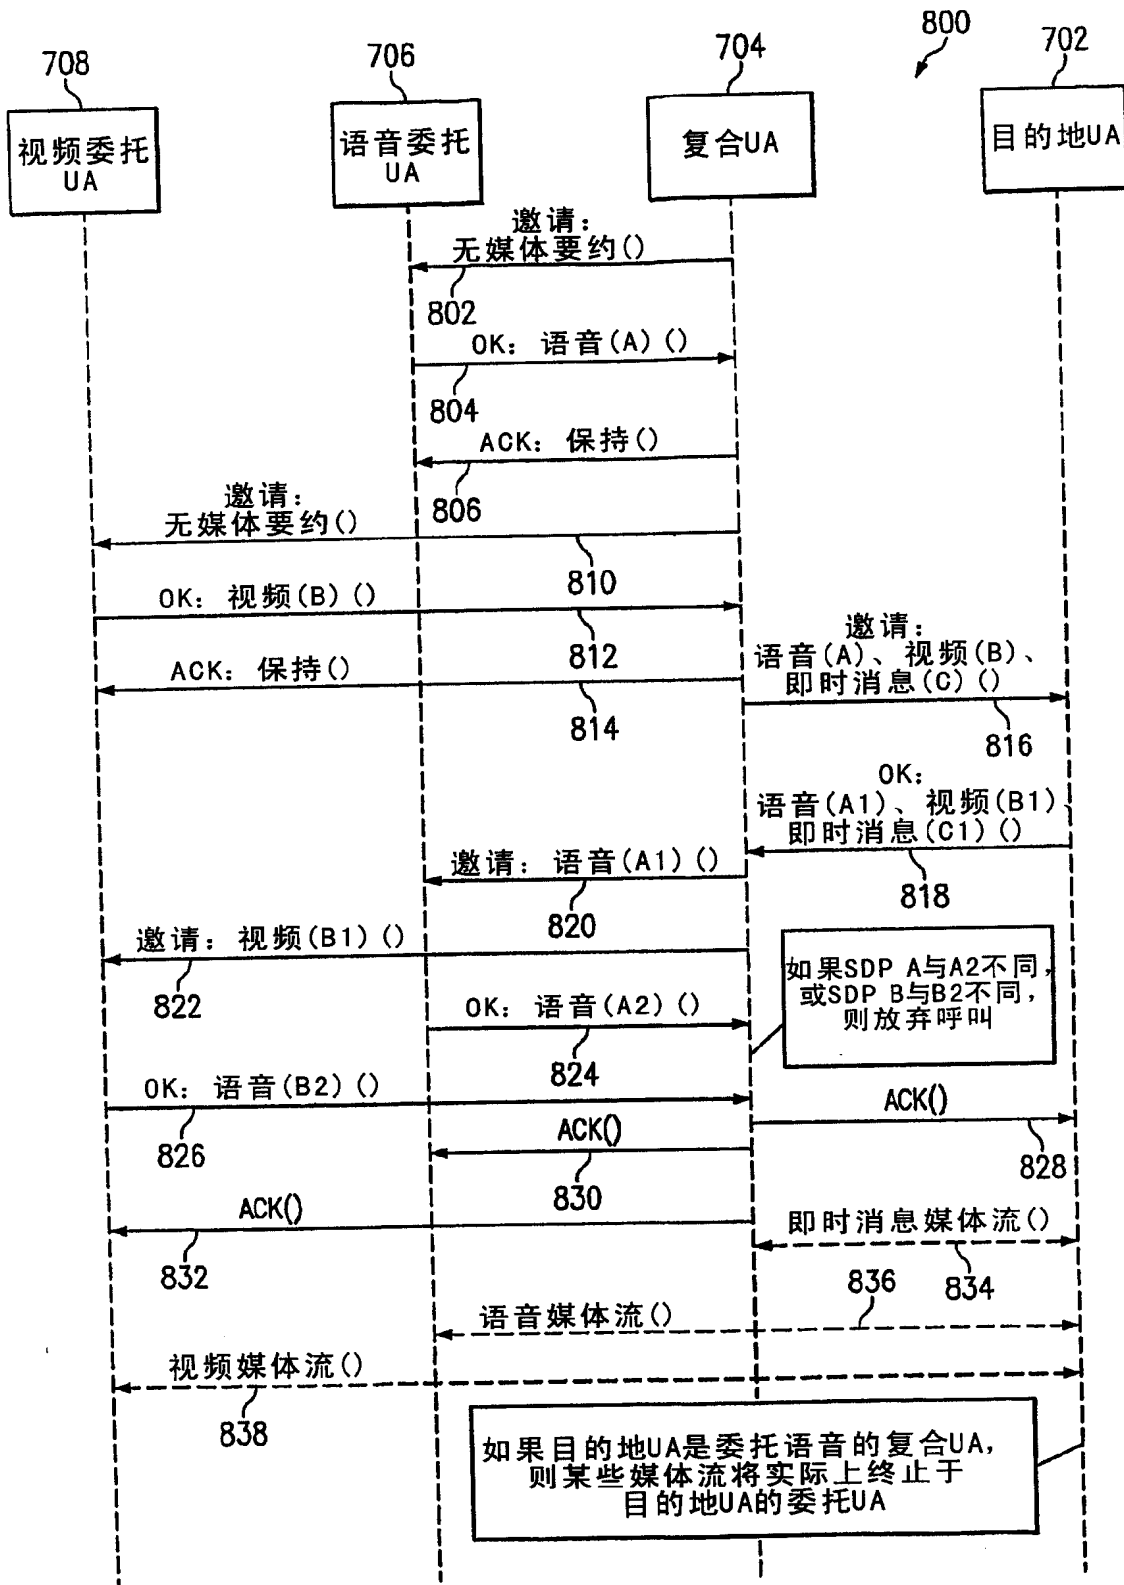 800
708
706
704
702
视频委托
UA
语音委托
UA
复合UA
目的地UA
邀请:
无媒体要约()
802
OK: 语音(A)()
804
ACK: 保持()
806
邀请:
无媒体要约()
810
OK: 视频(B)()
812
ACK: 保持()
814
邀请:
语音(A)、视频(B)、
即时消息(C)()
816
OK:
语音(A1)、视频(B1)、
即时消息(C1)()
818
邀请: 语音(A1)()
820
邀请: 视频(B1)()
822
如果SDP A与A2不同,
或SDP B与B2不同,
则放弃呼叫
OK: 语音(A2)()
824
OK: 语音(B2)()
826
ACK()
828
ACK()
830
ACK()
832
即时消息媒体流()
834
836
语音媒体流()
视频媒体流()
838
如果目的地UA是委托语音的复合UA,
则某些媒体流将实际上终止于
目的地UA的委托UA